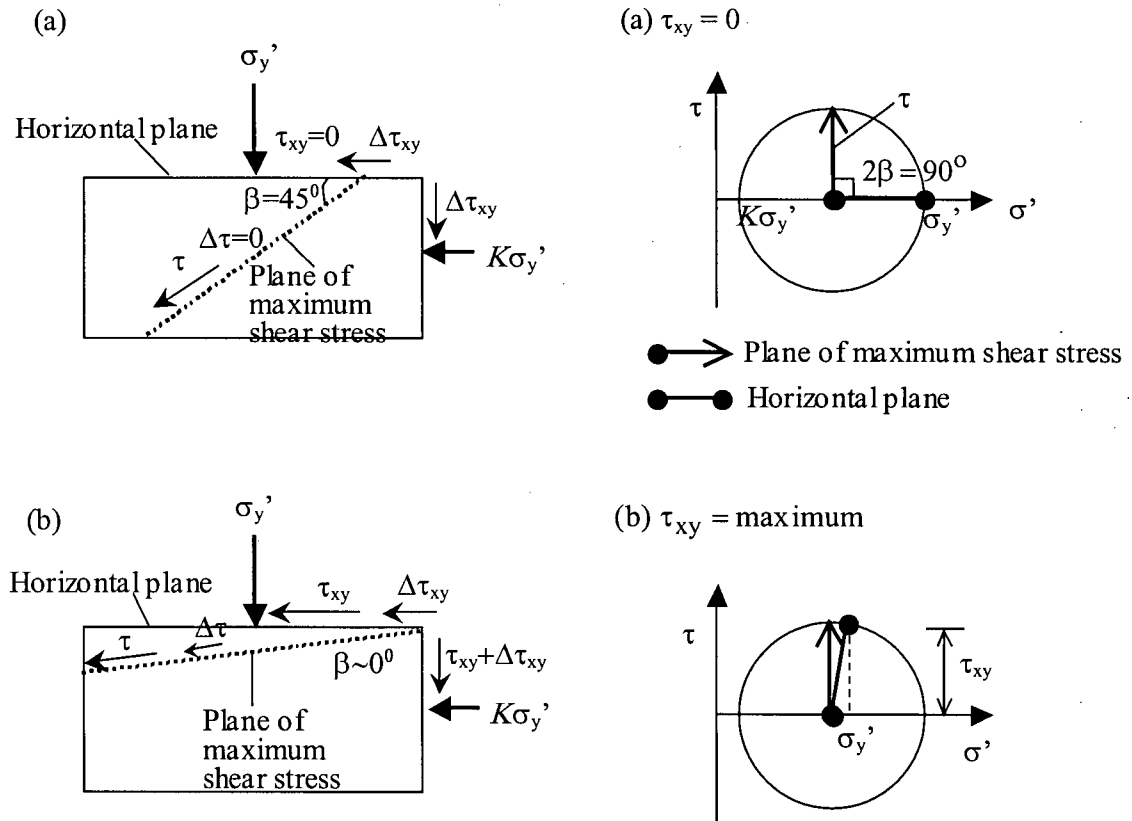 (a)
σy’
Horizontal plane
τxy=0
Δτxy
β=45⁰
Δτxy
Δτ=0
τ
Kσy’
Plane of
maximum
shear stress
(a) τxy = 0
τ
τ
2β = 90°
Kσy’
σy’
σ’
Plane of maximum shear stress
Horizontal plane
(b)
σy’
Horizontal plane
τxy
Δτxy
Δτ
τ
β~0⁰
τxy+Δτxy
Kσy’
Plane of
maximum
shear stress
(b) τxy = maximum
τ
τxy
σy’
σ’